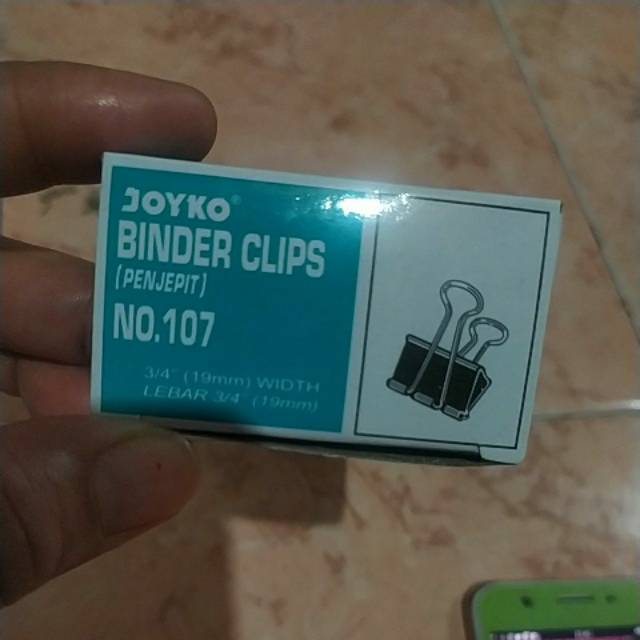 JOYKO®
BINDER CLIPS
(PENJEPIT)
NO.107
3/4" (19mm) WIDTH
LEBAR 3/4" (19mm)